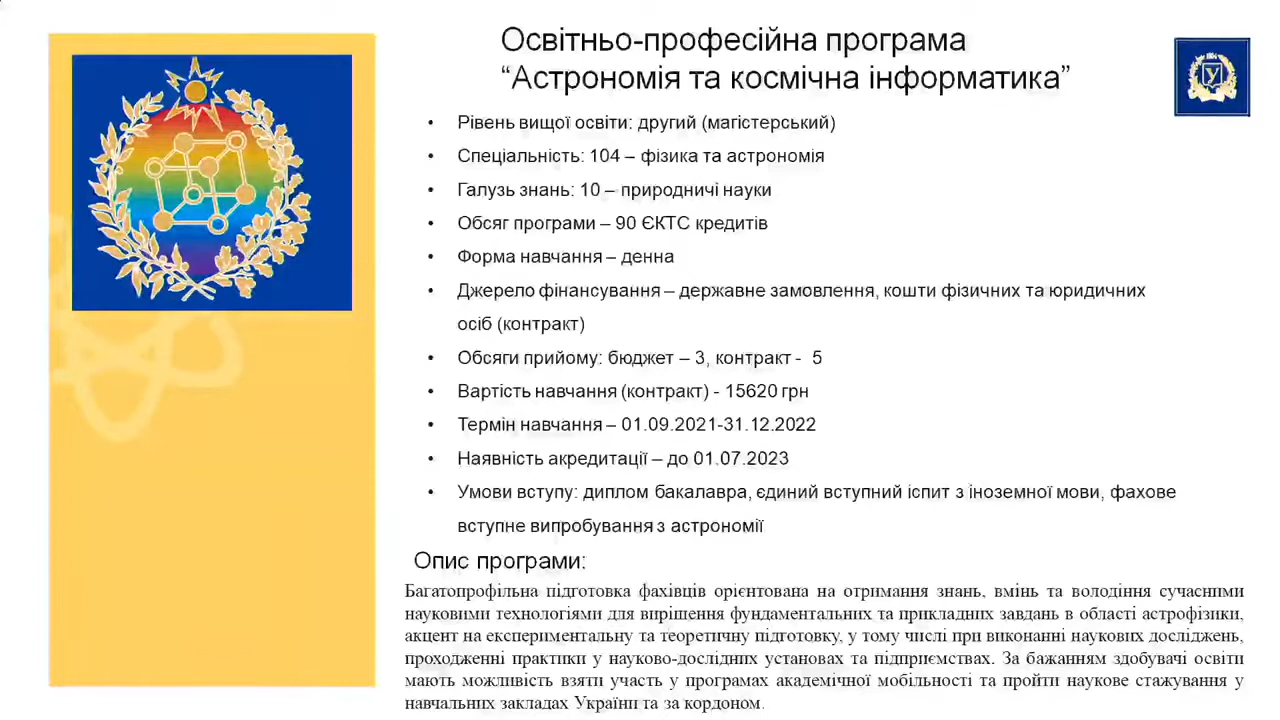 Освітньо-професійна програма
“Астрономія та космічна інформатика”
У
• Рівень вищої освіти: другий (магістерський)
• Спеціальність: 104 – фізика та астрономія
• Галузь знань: 10 – природничі науки
• Обсяг програми – 90 ЄКТС кредитів
• Форма навчання – денна
• Джерело фінансування – державне замовлення, кошти фізичних та юридичних
осіб (контракт)
• Обсяги прийому: бюджет – 3, контракт - 5
• Вартість навчання (контракт) - 15620 грн
• Термін навчання – 01.09.2021-31.12.2022
• Наявність акредитації – до 01.07.2023
• Умови вступу: диплом бакалавра, єдиний вступний іспит з іноземної мови, фахове
вступне випробування з астрономії
Опис програми:
Багатопрофільна підготовка фахівців орієнтована на отримання знань, вмінь та володіння сучасними
науковими технологіями для вирішення фундаментальних та прикладних завдань в області астрофізики,
акцент на експериментальну та теоретичну підготовку, у тому числі при виконанні наукових досліджень,
проходженні практики у науково-дослідних установах та підприємствах. За бажанням здобувачі освіти
мають можливість взяти участь у програмах академічної мобільності та пройти наукове стажування у
навчальних закладах України та за кордоном.